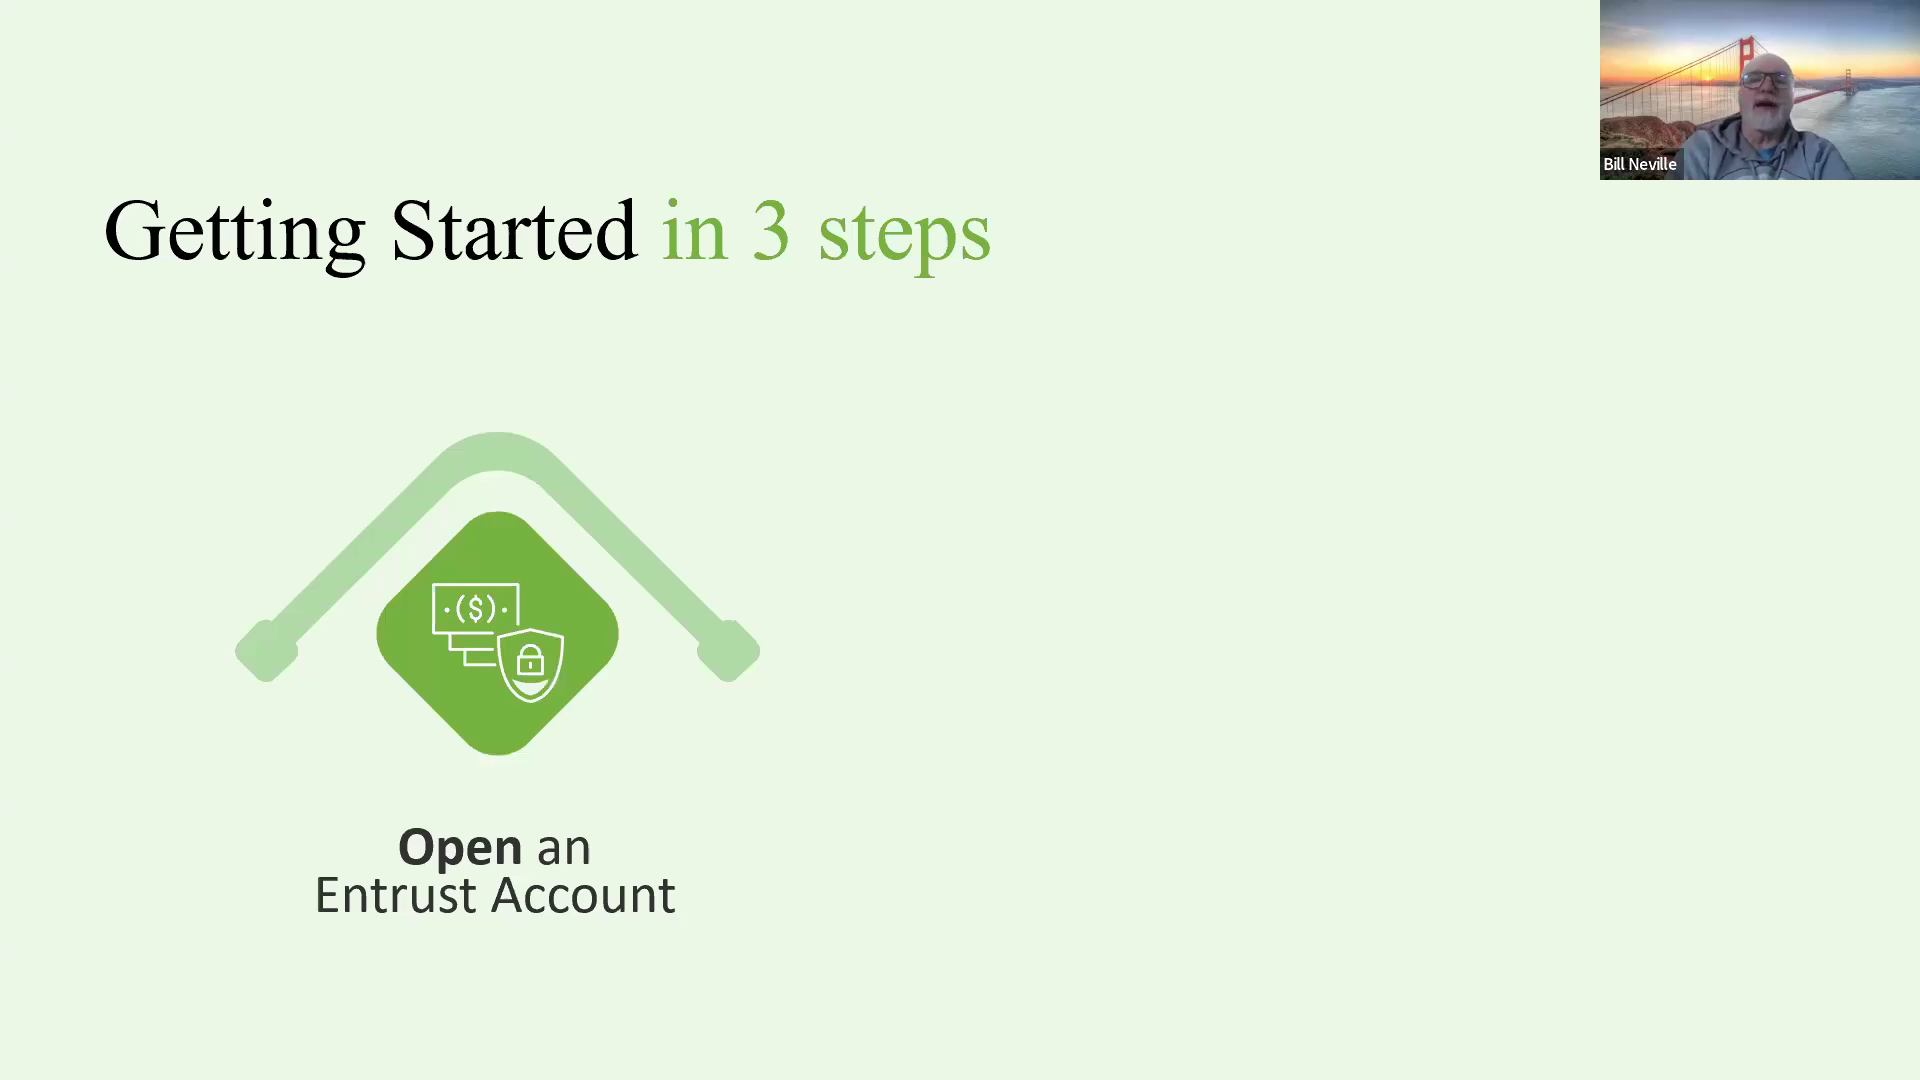 Bill Neville
Getting Started in 3 steps
($)
Open an
Entrust Account